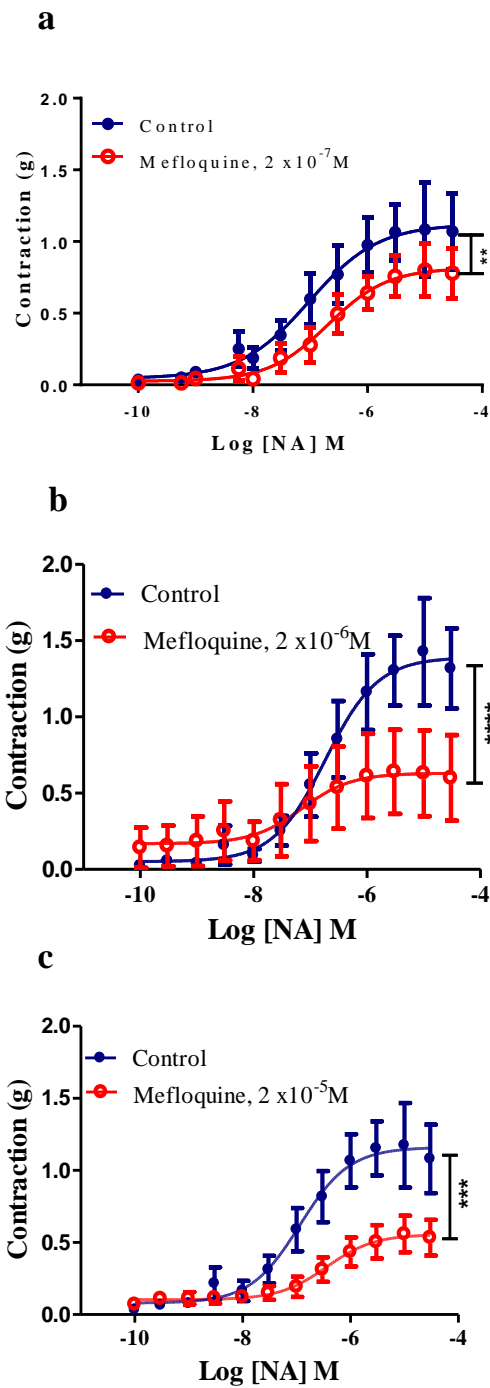 a
2.0
Control
Mefloquine, 2 x10⁻⁷M
1.5
1.0
**
0.5
0.0
Contraction (g)
-10 -8 -6 -4
Log [NA] M
b
2.0
Control
Mefloquine, 2 x10⁻⁶M
1.5
1.0
****
0.5
0.0
Contraction (g)
-10 -8 -6 -4
Log [NA] M
c
2.0
Control
Mefloquine, 2 x10⁻⁵M
1.5
1.0
***
0.5
0.0
Contraction (g)
-10 -8 -6 -4
Log [NA] M